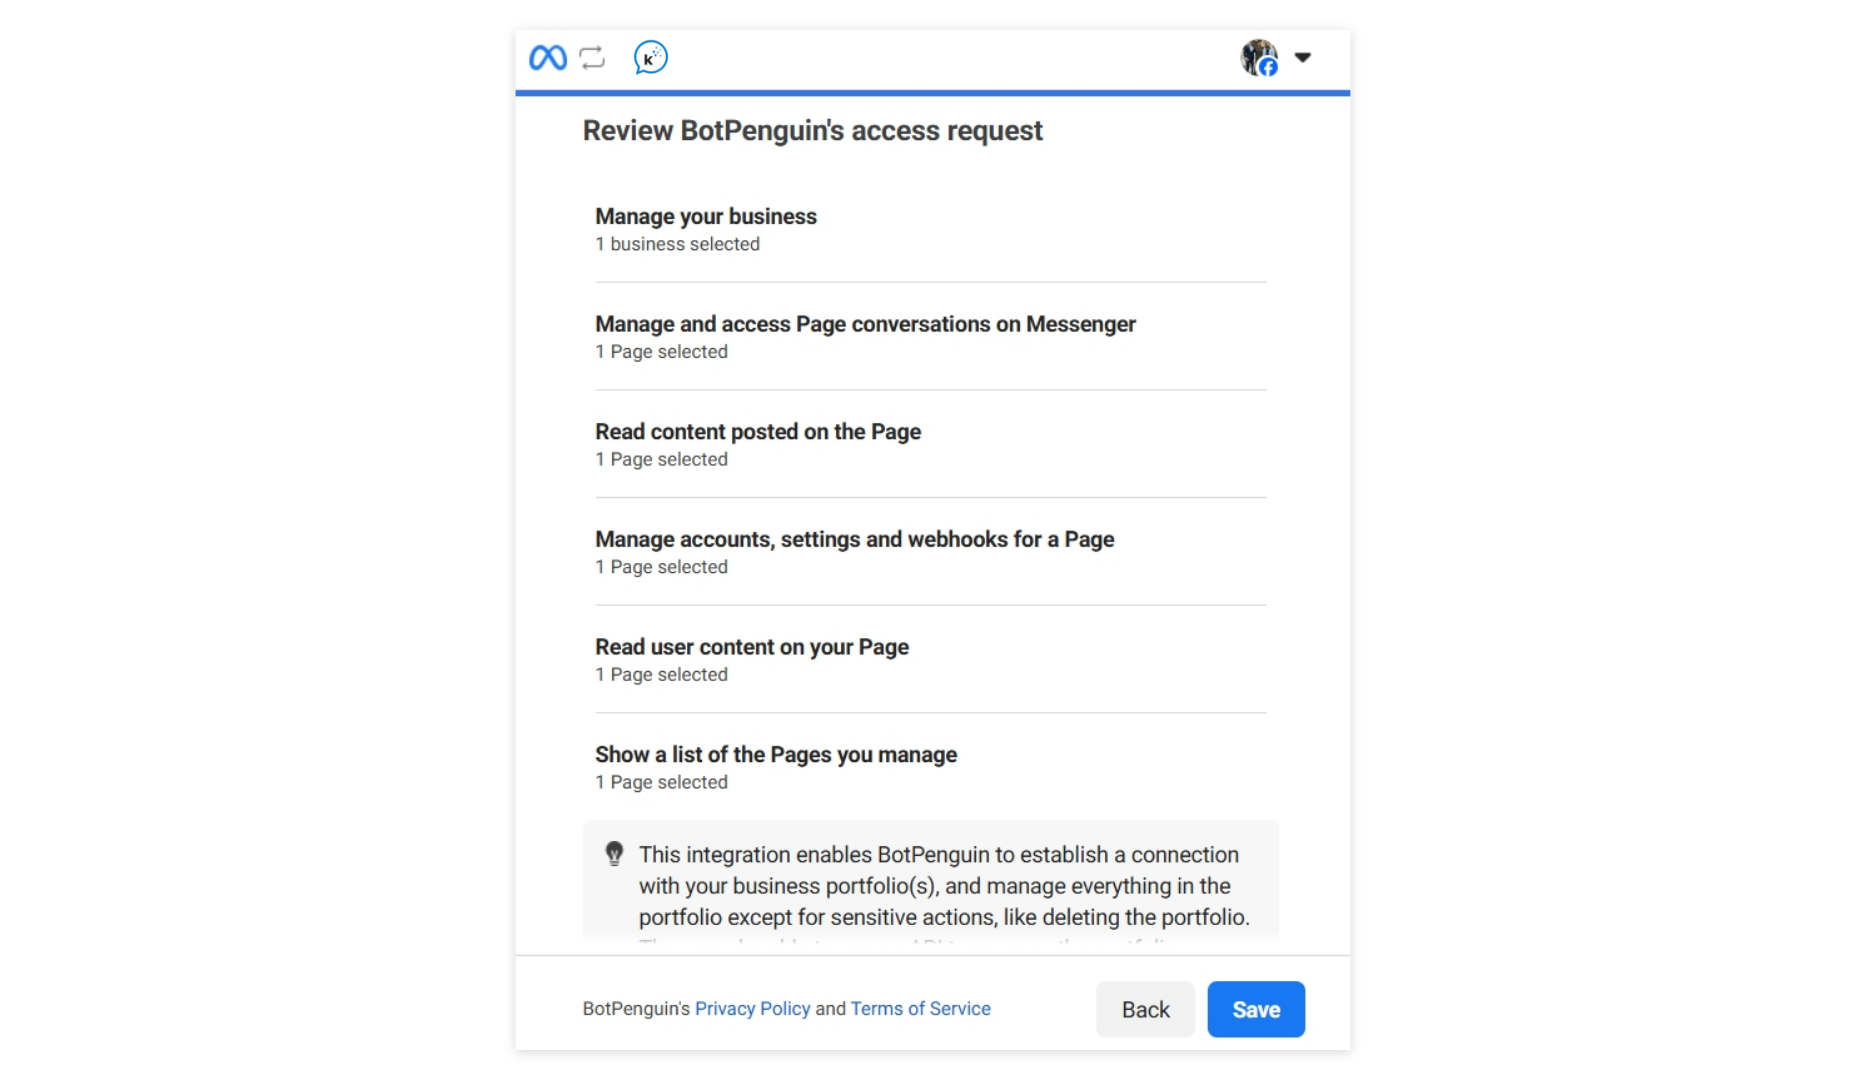 k
Review BotPenguin's access request
Manage your business
1 business selected
Manage and access Page conversations on Messenger
1 Page selected
Read content posted on the Page
1 Page selected
Manage accounts, settings and webhooks for a Page
1 Page selected
Read user content on your Page
1 Page selected
Show a list of the Pages you manage
1 Page selected
This integration enables BotPenguin to establish a connection
with your business portfolio(s), and manage everything in the
portfolio except for sensitive actions, like deleting the portfolio.
BotPenguin's Privacy Policy and Terms of Service
Back
Save